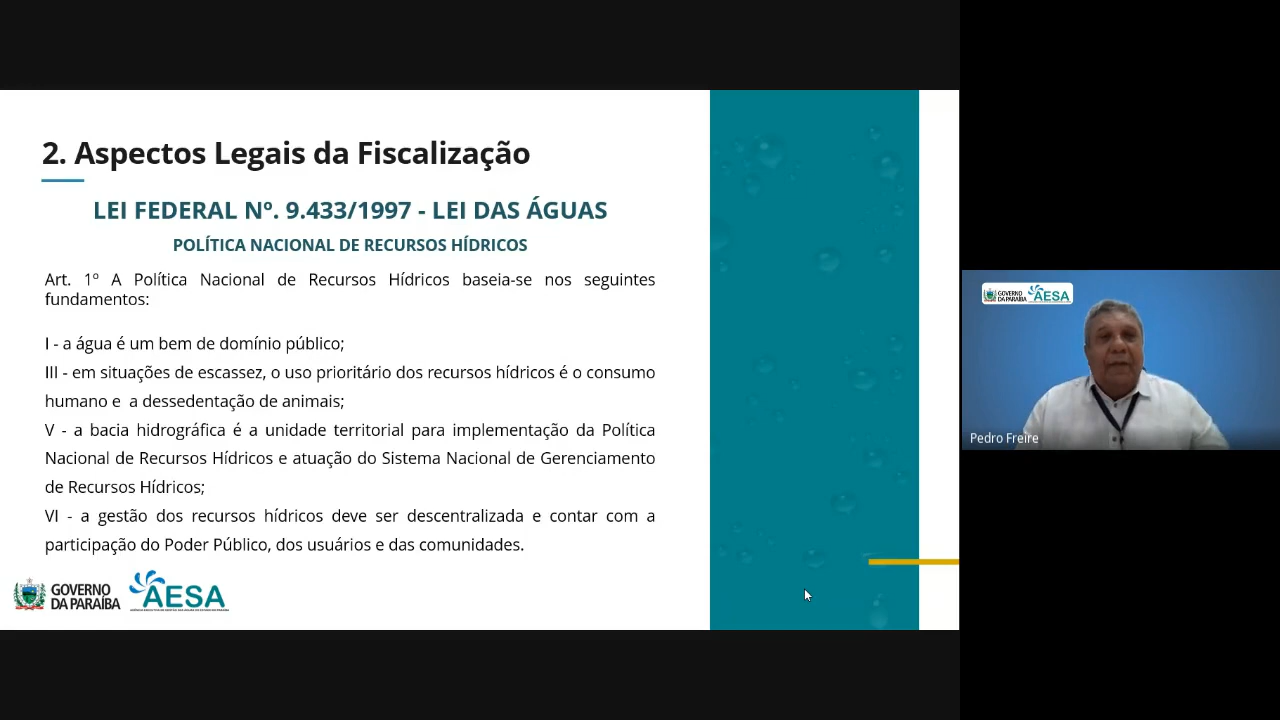 2. Aspectos Legais da Fiscalização
LEI FEDERAL Nº. 9.433/1997 - LEI DAS ÁGUAS
POLÍTICA NACIONAL DE RECURSOS HÍDRICOS
Art. 1º A Política Nacional de Recursos Hídricos baseia-se nos seguintes
fundamentos:
I - a água é um bem de domínio público;
III - em situações de escassez, o uso prioritário dos recursos hídricos é o consumo
humano e a dessedentação de animais;
V - a bacia hidrográfica é a unidade territorial para implementação da Política
Nacional de Recursos Hídricos e atuação do Sistema Nacional de Gerenciamento
de Recursos Hídricos;
VI - a gestão dos recursos hídricos deve ser descentralizada e contar com a
participação do Poder Público, dos usuários e das comunidades.
GOVERNO
DA PARAÍBA
AESA
GOVERNO
DA PARAÍBA
AESA
Pedro Freire